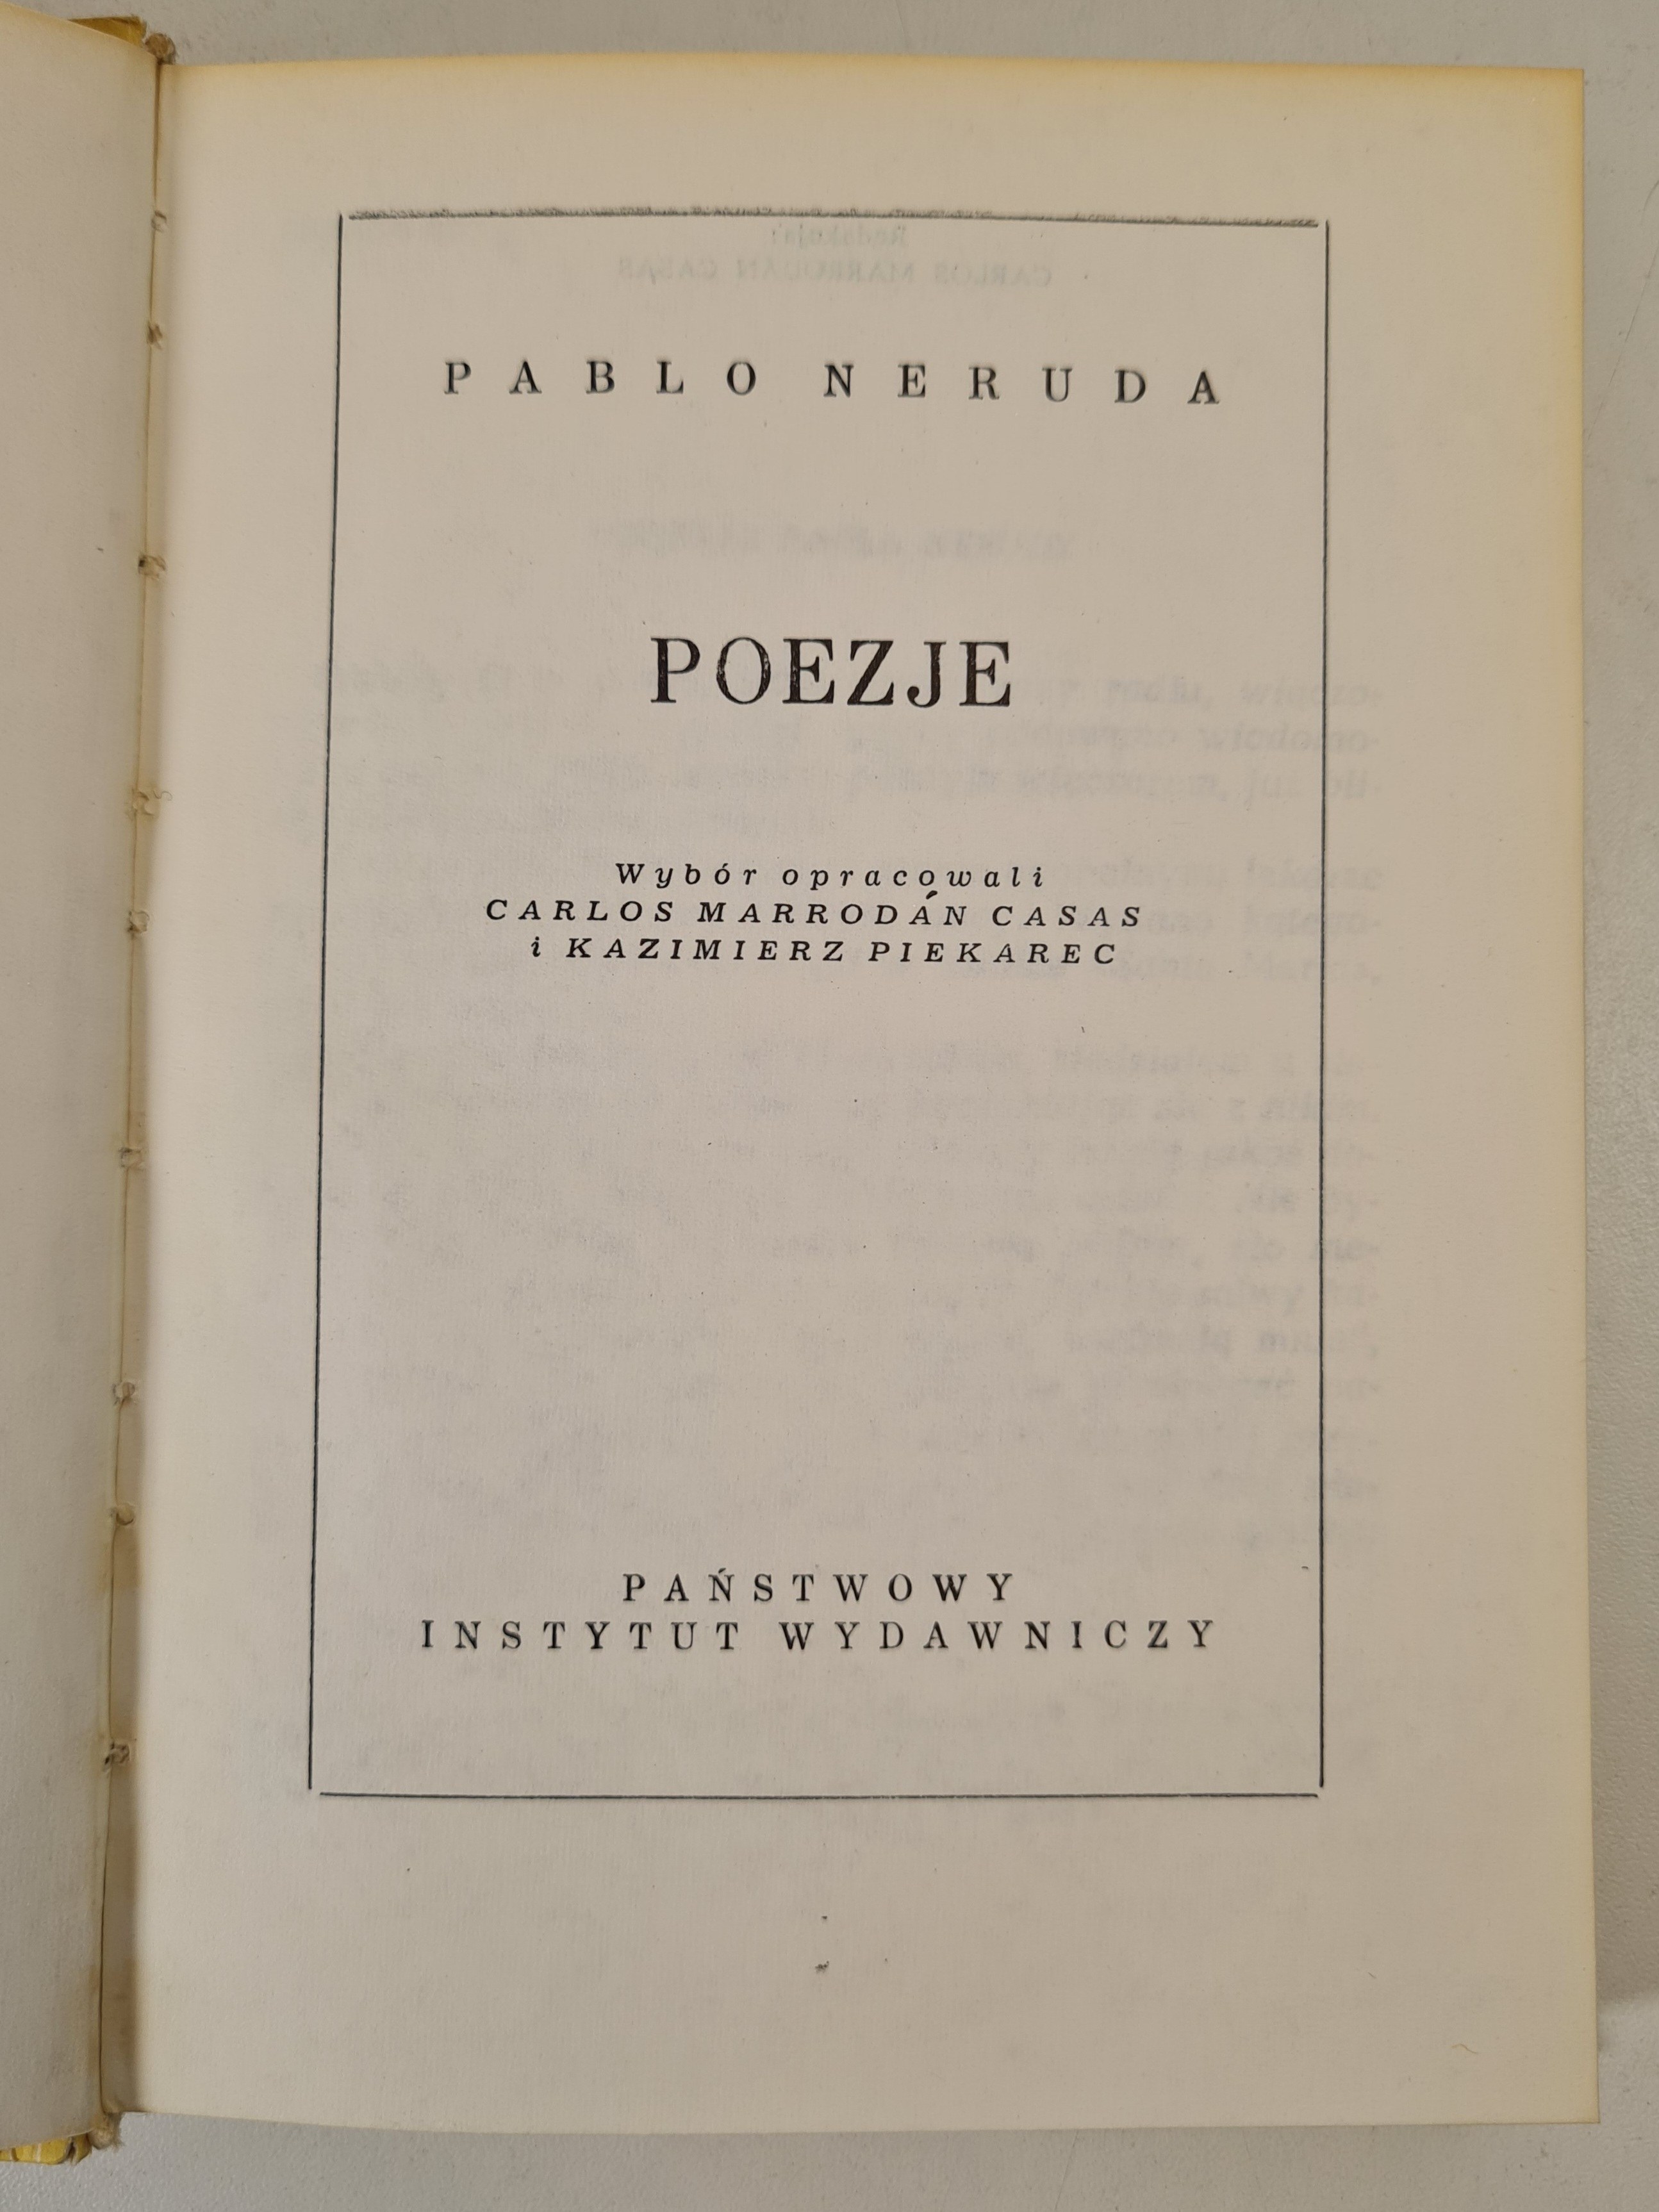 PABLO NERUDA
POEZJE
Wybór opracowali
CARLOS MARRODÁN CASAS
i KAZIMIERZ PIEKAREC
PAŃSTWOWY
INSTYTUT WYDAWNICZY